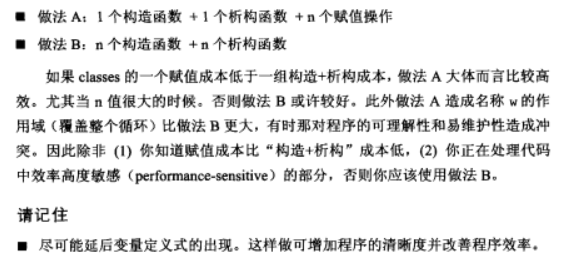 ■ 做法 A：1 个构造函数 + 1 个析构函数 + n 个赋值操作
■ 做法 B：n 个构造函数 + n 个析构函数
如果 classes 的一个赋值成本低于一组构造+析构成本，做法 A 大体而言比较高
效。尤其当 n 值很大的时候。否则做法 B 或许较好。此外做法 A 造成名称 w 的作
用域（覆盖整个循环）比做法 B 更大，有时那对程序的可理解性和易维护性造成冲
突。因此除非 (1) 你知道赋值成本比“构造+析构”成本低，(2) 你正在处理代码
中效率高度敏感（performance-sensitive）的部分，否则你应该使用做法 B。
请记住
■ 尽可能延后变量定义式的出现。这样做可增加程序的清晰度并改善程序效率。